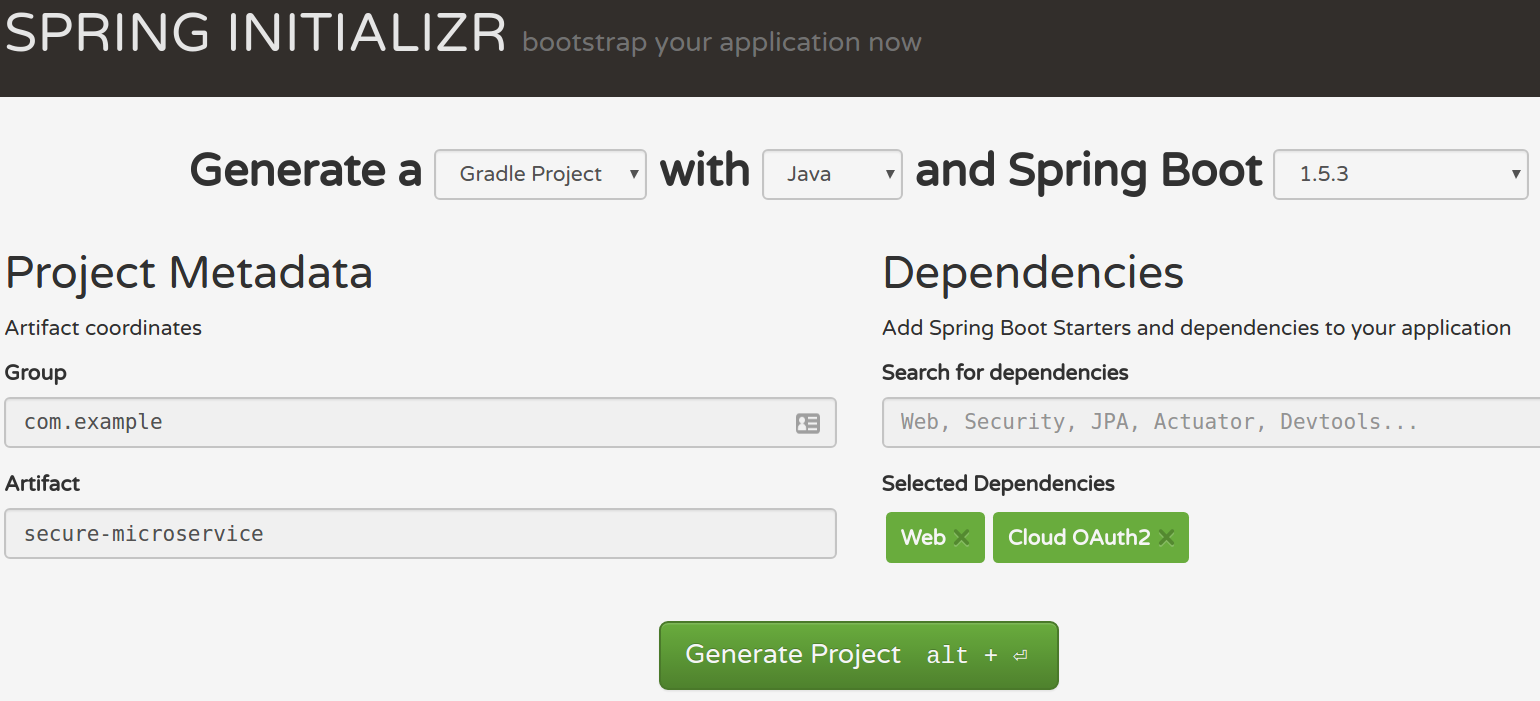 SPRING INITIALIZR bootstrap your application now
Generate a Gradle Project with Java and Spring Boot 1.5.3
Project Metadata
Artifact coordinates
Group
com.example
Artifact
secure-microservice
Dependencies
Add Spring Boot Starters and dependencies to your application
Search for dependencies
Web, Security, JPA, Actuator, Devtools...
Selected Dependencies
Web Cloud OAuth2
Generate Project alt + ⏎